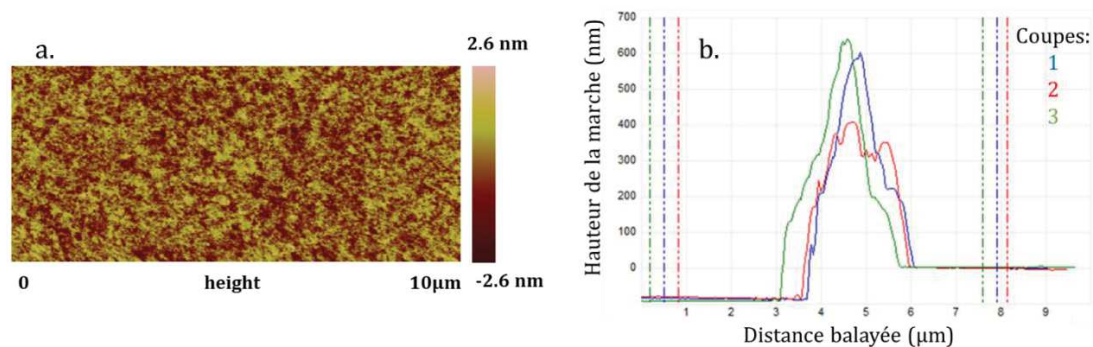 a.
2.6 nm
-2.6 nm
0 height 10µm
b.
Hauteur de la marche (nm)
700
600
500
400
300
200
100
0
1 2 3 4 5 6 7 8 9
Distance balayée (µm)
Coupes:
1
2
3